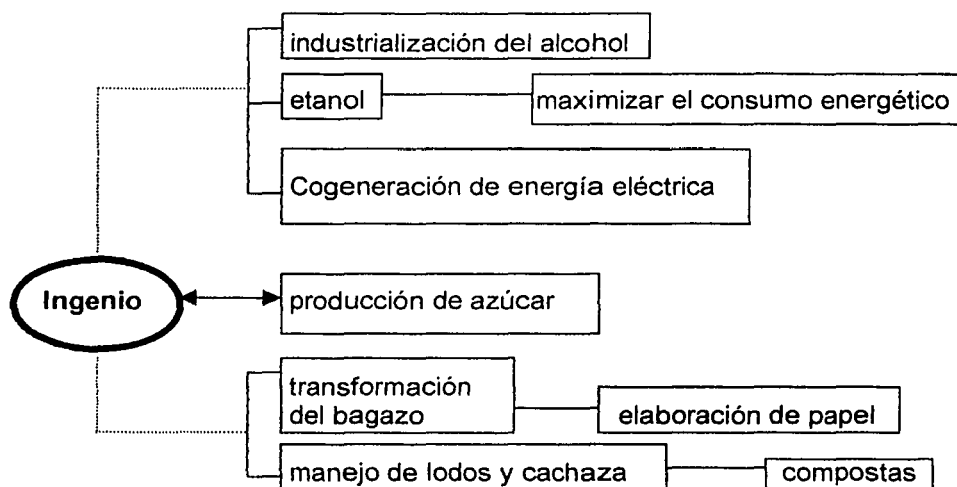 industrialización del alcohol
etanol
maximizar el consumo energético
Cogeneración de energía eléctrica
Ingenio
producción de azúcar
transformación
del bagazo
elaboración de papel
manejo de lodos y cachaza
compostas